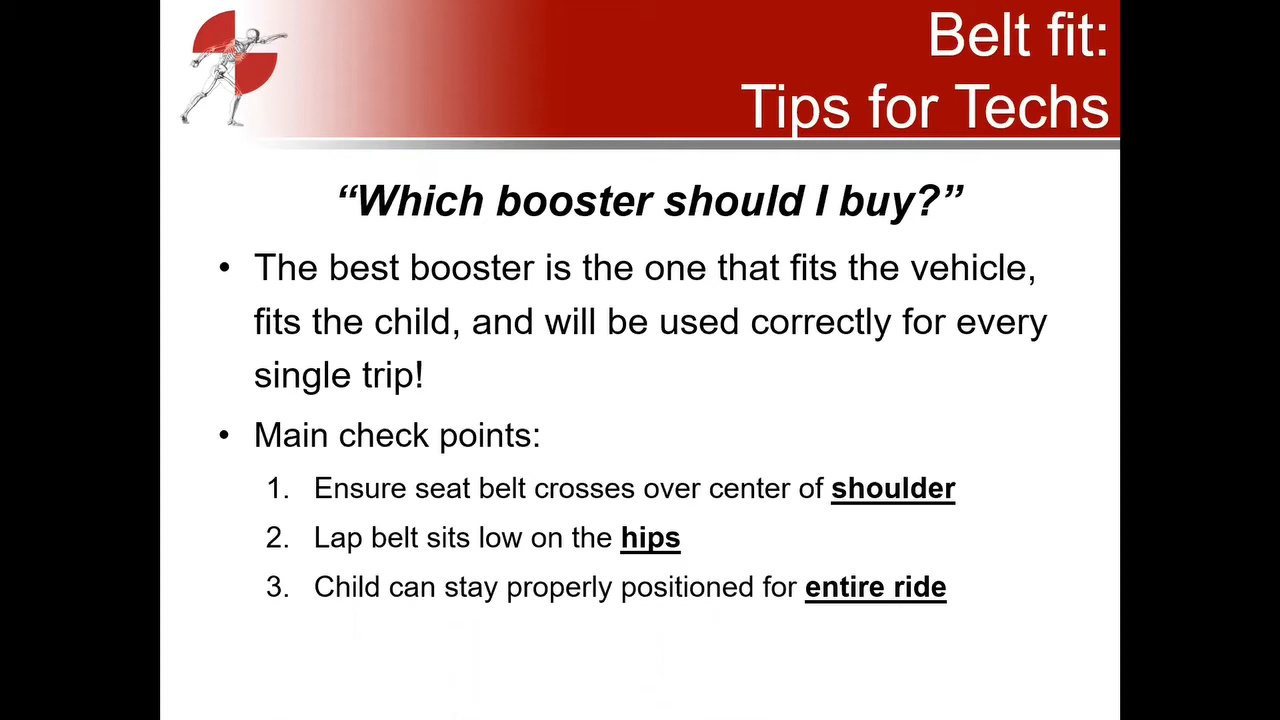 Belt fit:
Tips for Techs
“Which booster should I buy?”
• The best booster is the one that fits the vehicle,
fits the child, and will be used correctly for every
single trip!
• Main check points:
1. Ensure seat belt crosses over center of shoulder
2. Lap belt sits low on the hips
3. Child can stay properly positioned for entire ride